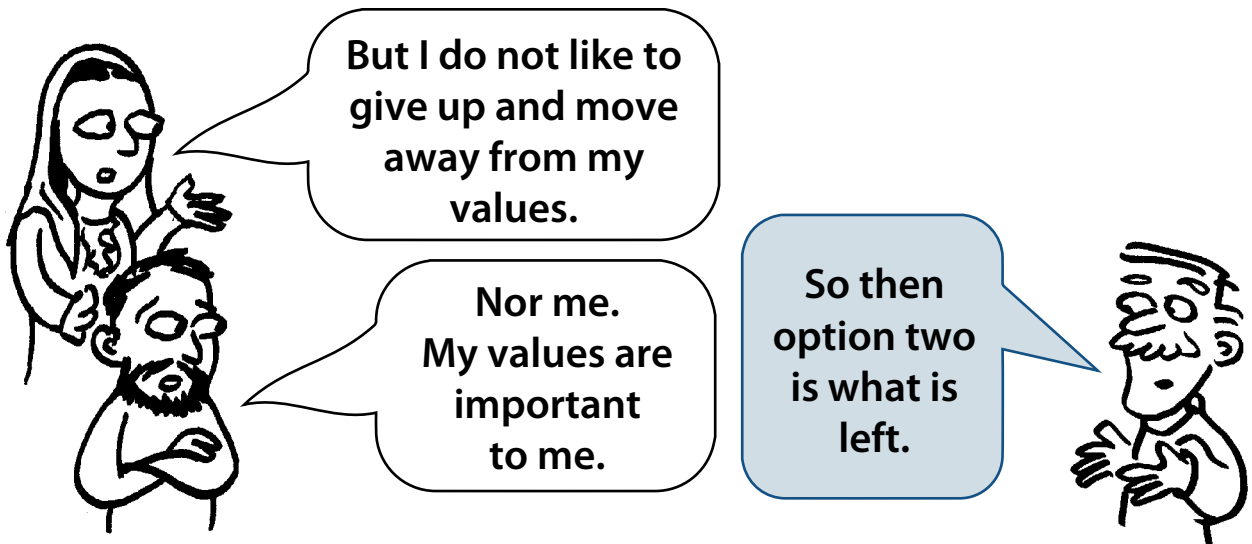 But I do not like to
give up and move
away from my
values.
Nor me.
My values are
important
to me.
So then
option two
is what is
left.